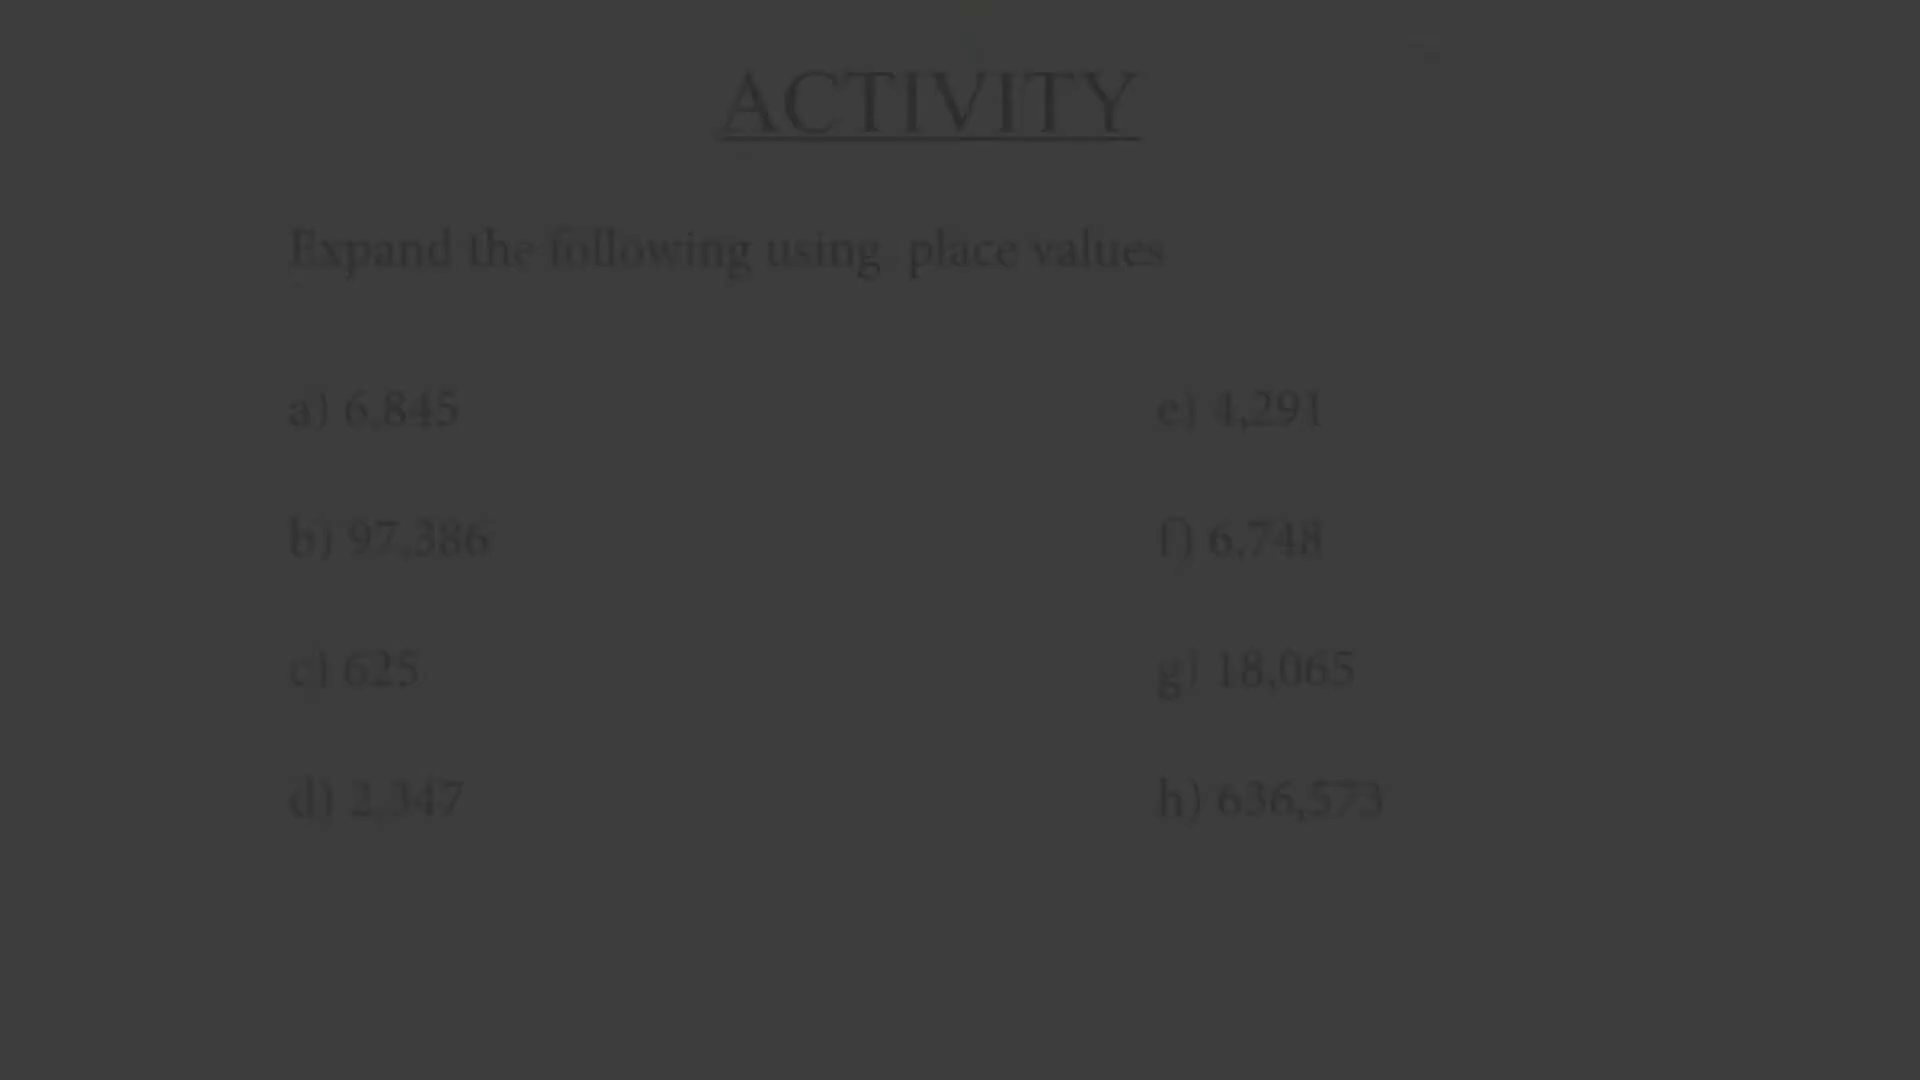 ACTIVITY
Expand the following using place values
a) 6,845
e) 4,291
b) 97,386
f) 6,748
c) 625
g) 18,065
d) 2,347
h) 636,573